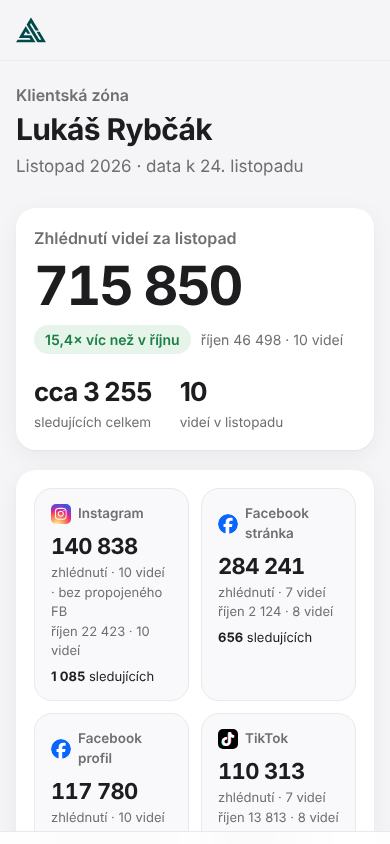 Klientská zóna
Lukáš Rybčák
Listopad 2026 · data k 24. listopadu
Zhlédnutí videí za listopad
715 850
15,4× víc než v říjnu
říjen 46 498 · 10 videí
cca 3 255
sledujících celkem
10
videí v listopadu
Instagram
140 838
zhlédnutí · 10 videí
· bez propojeného
FB
říjen 22 423 · 10
videí
1 085 sledujících
Facebook
stránka
284 241
zhlédnutí · 7 videí
říjen 2 124 · 8 videí
656 sledujících
Facebook
profil
117 780
zhlédnutí · 10 videí
TikTok
110 313
zhlédnutí · 7 videí
říjen 13 813 · 8 videí